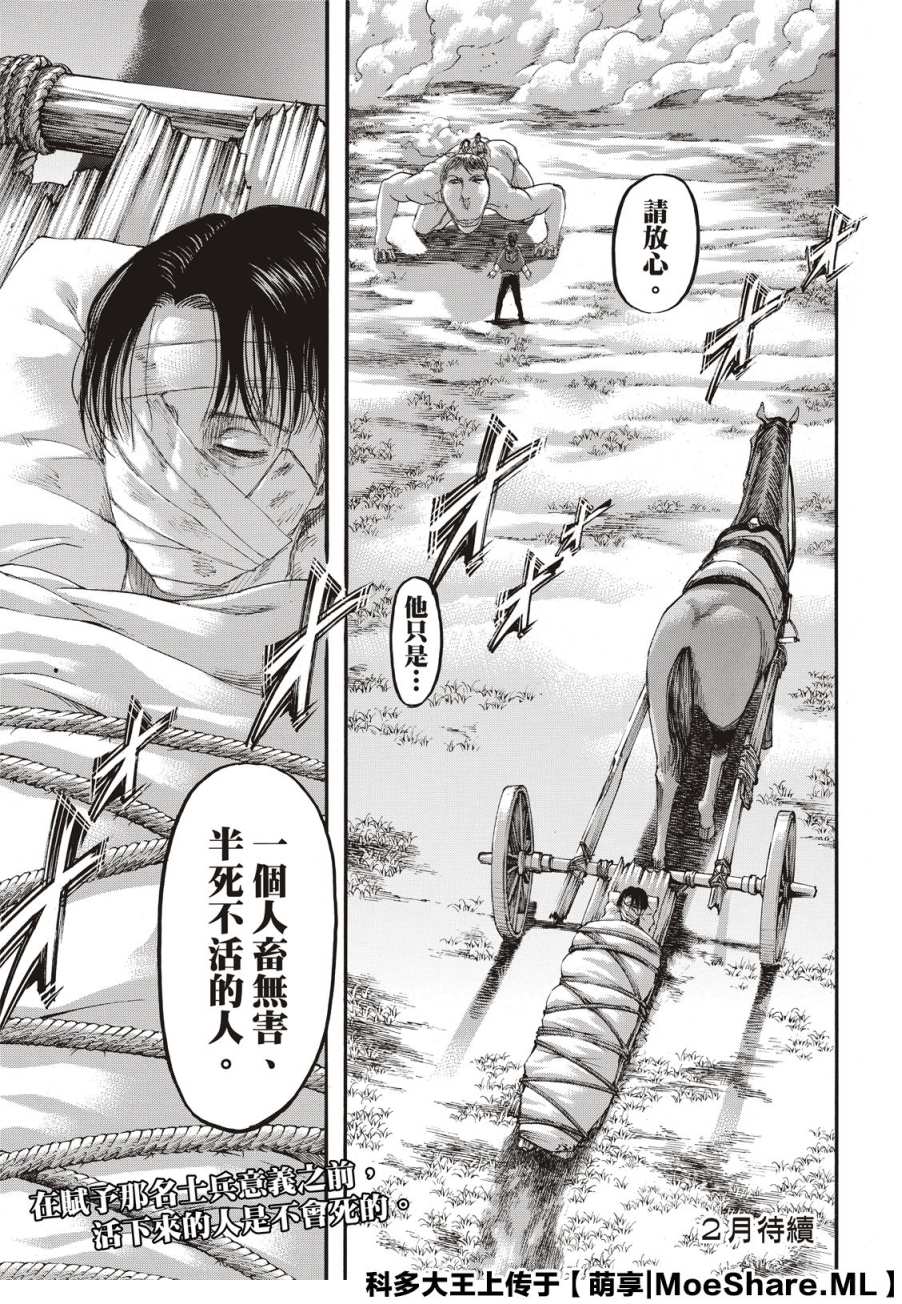 請放心。
他只是…
一個人畜無害、
半死不活的人。
在賦予那名士兵意義之前，
活下來的人是不會死的。
2月待續
科多大王上传于【 萌享|MoeShare.ML 】